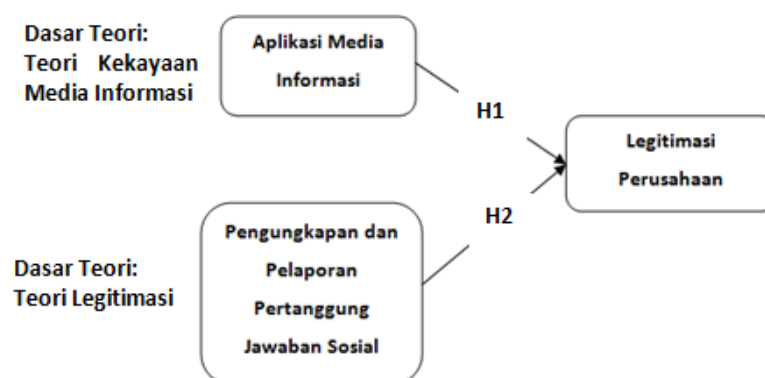 Dasar Teori:
Teori Kekayaan
Media Informasi
Aplikasi Media
Informasi
H1
Legitimasi
Perusahaan
H2
Pengungkapan dan
Pelaporan
Pertanggung
Jawaban Sosial
Dasar Teori:
Teori Legitimasi